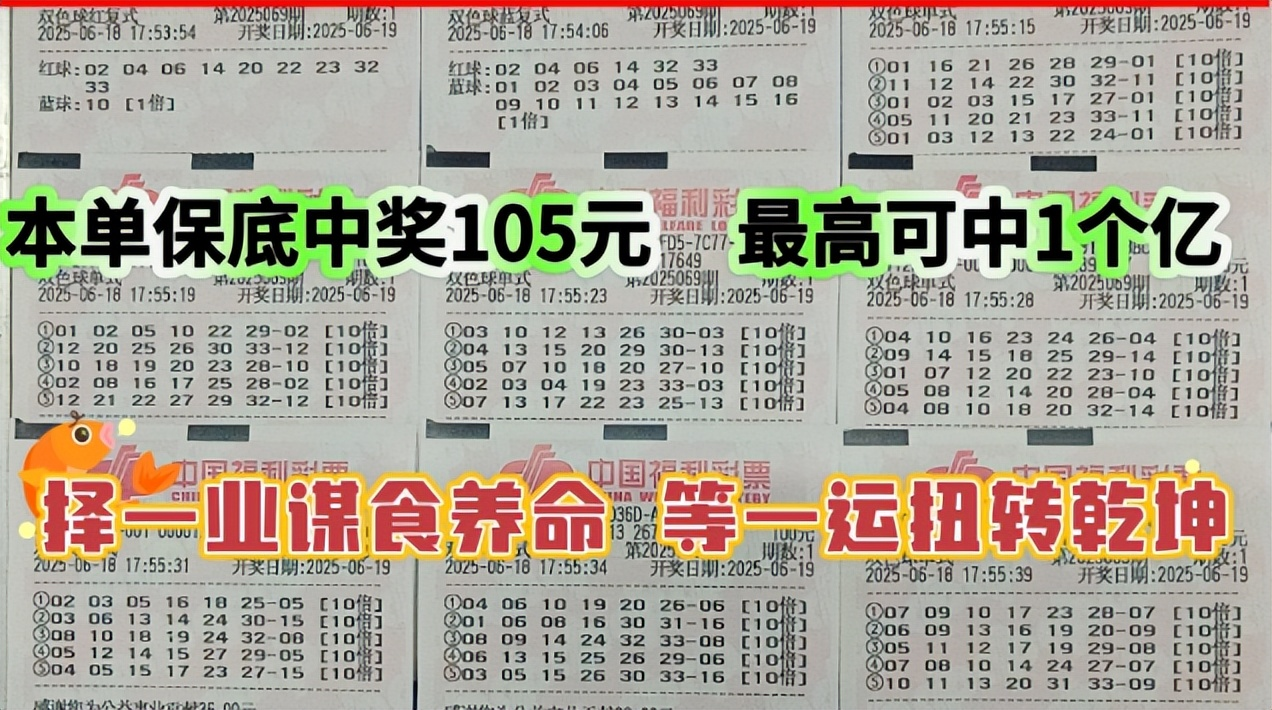 双色球红复式 第2025069期 期数:1
2025-06-18 17:53:54 开奖日期:2025-06-19
红球:02 04 06 14 20 22 23 32
33
蓝球:10 [1倍]
双色球蓝复式 第2025069期 期数:1
2025-06-18 17:54:06 开奖日期:2025-06-19
红球:02 04 06 14 32 33
蓝球:01 02 03 04 05 06 07 08
09 10 11 12 13 14 15 16
[1倍]
双色球单式 期数:1
2025-06-18 17:55:15 开奖日期:2025-06-19
①01 16 21 26 28 29-01 [10倍]
②11 12 14 22 30 32-11 [10倍]
③01 02 03 15 17 27-01 [10倍]
④05 11 20 21 23 33-11 [10倍]
⑤01 03 12 13 22 24-01 [10倍]
本单保底中奖105元 最高可中1个亿
双色球单式 第2025069期 期数:1
2025-06-18 17:55:19 开奖日期:2025-06-19
①01 02 05 10 22 29-02 [10倍]
②12 20 25 26 30 33-12 [10倍]
③10 18 19 20 23 28-10 [10倍]
④02 08 16 17 25 28-02 [10倍]
⑤12 21 22 27 29 32-12 [10倍]
中国福利彩
FD5-7C77-
17649
双色球单式 第2025069期 期数:1
2025-06-18 17:55:23 开奖日期:2025-06-19
①03 10 12 13 26 30-03 [10倍]
②04 13 15 20 29 30-13 [10倍]
③05 07 10 18 20 27-10 [10倍]
④02 03 04 19 23 33-03 [10倍]
⑤07 13 17 22 23 25-13 [10倍]
双色球单式 第2025069期 期数:1
2025-06-18 17:55:28 开奖日期:2025-06-19
①04 10 16 23 24 26-04 [10倍]
②09 14 15 18 25 29-14 [10倍]
③01 07 12 20 22 23-10 [10倍]
④05 08 12 14 20 28-04 [10倍]
⑤04 08 10 18 20 32-14 [10倍]
中国福利彩票
中国福利彩票
择一业谋食养命 等一运扭转乾坤
2025-06-18 17:55:31 开奖日期:2025-06-19
①02 03 05 16 18 25-05 [10倍]
②03 06 13 14 24 30-15 [10倍]
③08 10 18 19 24 32-08 [10倍]
④05 12 14 15 27 29-05 [10倍]
⑤04 05 15 17 23 27-15 [10倍]
期数:1
2025-06-18 17:55:34 开奖日期:2025-06-19
①04 06 10 19 20 26-06 [10倍]
②01 06 08 16 30 31-16 [10倍]
③08 09 14 24 32 33-08 [10倍]
④06 13 15 25 26 29-06 [10倍]
⑤03 05 15 26 30 33-16 [10倍]
期数:1
2025-06-18 17:55:39 开奖日期:2025-06-19
①07 09 10 17 23 28-07 [10倍]
②06 09 13 16 19 20-09 [10倍]
③05 11 12 17 19 29-08 [10倍]
④07 08 10 14 24 27-07 [10倍]
⑤10 11 13 20 31 33-09 [10倍]